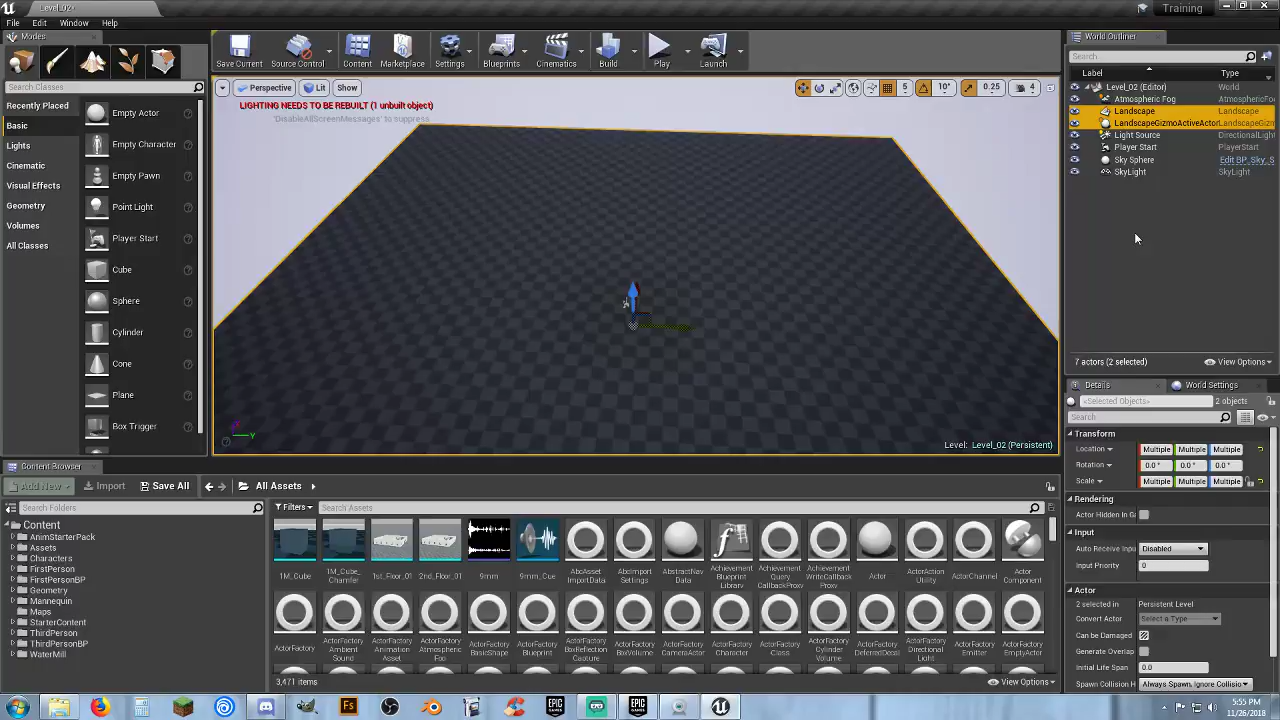 Level_02*
Training
File Edit Window Help
Modes
Search Classes
Recently Placed
Basic
Lights
Cinematic
Visual Effects
Geometry
Volumes
All Classes
Empty Actor
Empty Character
Empty Pawn
Point Light
Player Start
Cube
Sphere
Cylinder
Cone
Plane
Box Trigger
Save Current
Source Control
Content
Marketplace
Settings
Blueprints
Cinematics
Build
Play
Launch
Perspective
Lit
Show
5
10°
0.25
4
LIGHTING NEEDS TO BE REBUILT (1 unbuilt object)
'DisableAllScreenMessages' to suppress
Level: Level_02 (Persistent)
World Outliner
Search
Label Type
Level_02 (Editor) World
Atmospheric Fog AtmosphericFo
Landscape Landscape
LandscapeGizmoActiveActor LandscapeGizm
Light Source DirectionalLigh
Player Start PlayerStart
Sky Sphere Edit BP_Sky_S
SkyLight SkyLight
7 actors (2 selected)
View Options
Details
World Settings
<Selected Objects> 2 objects
Search
Transform
Location Multiple Multiple Multiple
Rotation 0.0° 0.0° 0.0°
Scale Multiple Multiple Multiple
Rendering
Actor Hidden In G
Input
Auto Receive Inpu Disabled
Input Priority 0
Actor
2 selected in Persistent Level
Convert Actor Select a Type
Can be Damaged
Generate Overlap
Initial Life Span 0.0
Spawn Collision H Always Spawn, Ignore Collisio
Content Browser
Add New
Import
Save All
All Assets
Search Folders
Filters
Search Assets
Content
AnimStarterPack
Assets
Characters
FirstPerson
FirstPersonBP
Geometry
Mannequin
Maps
StarterContent
ThirdPerson
ThirdPersonBP
WaterMill
1M_Cube
1M_Cube_ Chamfer
1st_Floor_01
2nd_Floor_01
9mm
9mm_Cue
AbcAsset ImportData
AbcImport Settings
AbstractNav Data
Achievement Blueprint Library
Achievement Query CallbackProxy
Achievement WriteCallback Proxy
Actor
ActorAction Utility
ActorChannel
Actor Component
ActorFactory
ActorFactory Ambient Sound
ActorFactory Animation Asset
ActorFactory Atmospheric Fog
ActorFactory BasicShape
ActorFactory Blueprint
ActorFactory BoxReflection Capture
ActorFactory BoxVolume
ActorFactory CameraActor
ActorFactory Character
ActorFactory Class
ActorFactory Cylinder Volume
ActorFactory DeferredDecal
ActorFactory Directional Light
ActorFactory Emitter
ActorFactory EmptyActor
3,471 items
View Options
5:55 PM
11/26/2018